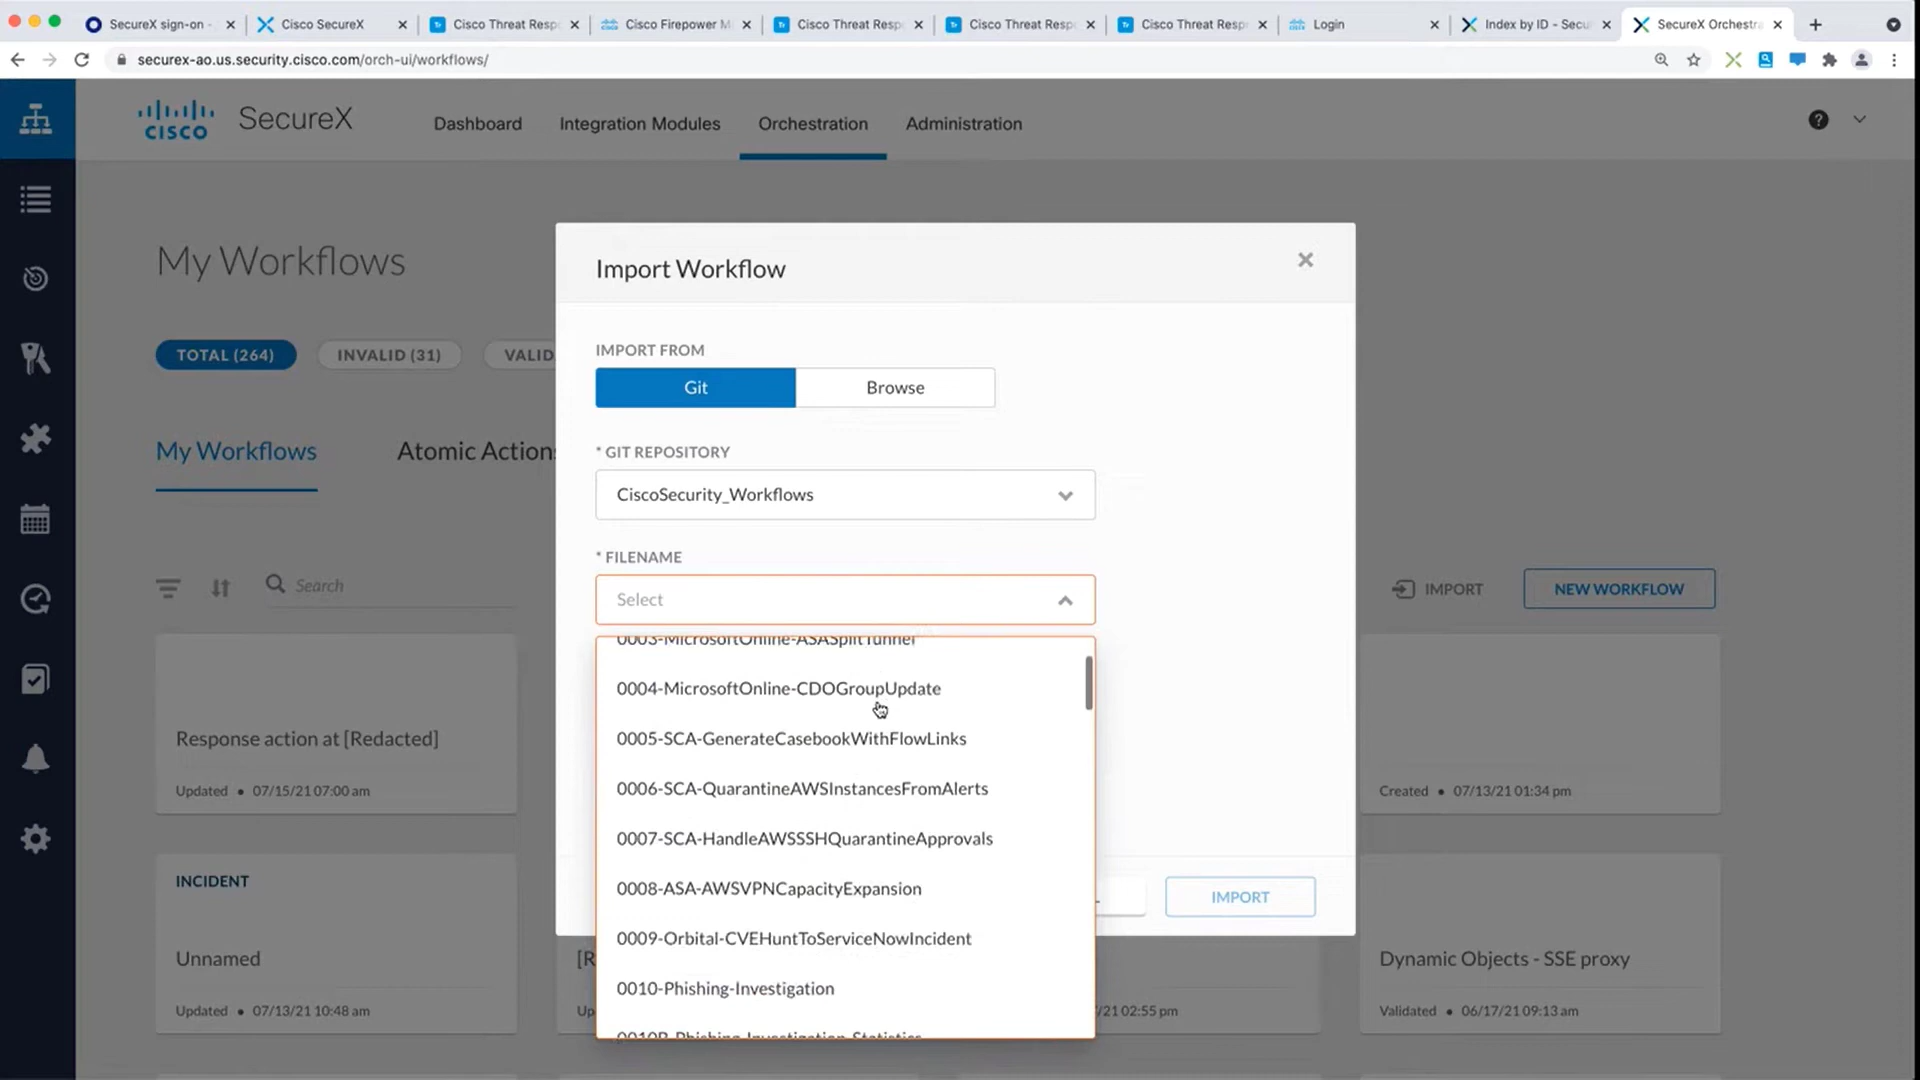 SecureX sign-on
Cisco SecureX
Cisco Threat Resp
Cisco Firepower M
Cisco Threat Resp
Cisco Threat Resp
Cisco Threat Resp
Login
Index by ID - Secu
SecureX Orchestra
securex-ao.us.security.cisco.com/orch-ui/workflows/
CISCO
SecureX
Dashboard
Integration Modules
Orchestration
Administration
My Workflows
TOTAL (264)
INVALID (31)
VALID
My Workflows
Atomic Actions
Search
IMPORT
NEW WORKFLOW
Import Workflow
IMPORT FROM
Git
Browse
* GIT REPOSITORY
CiscoSecurity_Workflows
* FILENAME
Select
0003-MicrosoftOnline-ASASplitTunnel
0004-MicrosoftOnline-CDOGroupUpdate
0005-SCA-GenerateCasebookWithFlowLinks
0006-SCA-QuarantineAWSInstancesFromAlerts
0007-SCA-HandleAWSSSHQuarantineApprovals
0008-ASA-AWSVPNCapacityExpansion
0009-Orbital-CVEHuntToServiceNowIncident
0010-Phishing-Investigation
0010B-Phishing-Investigation-Statistics
IMPORT
Response action at [Redacted]
Updated • 07/15/21 07:00 am
Created • 07/13/21 01:34 pm
INCIDENT
Unnamed
Updated • 07/13/21 10:48 am
[R
Up
/21 02:55 pm
Dynamic Objects - SSE proxy
Validated • 06/17/21 09:13 am